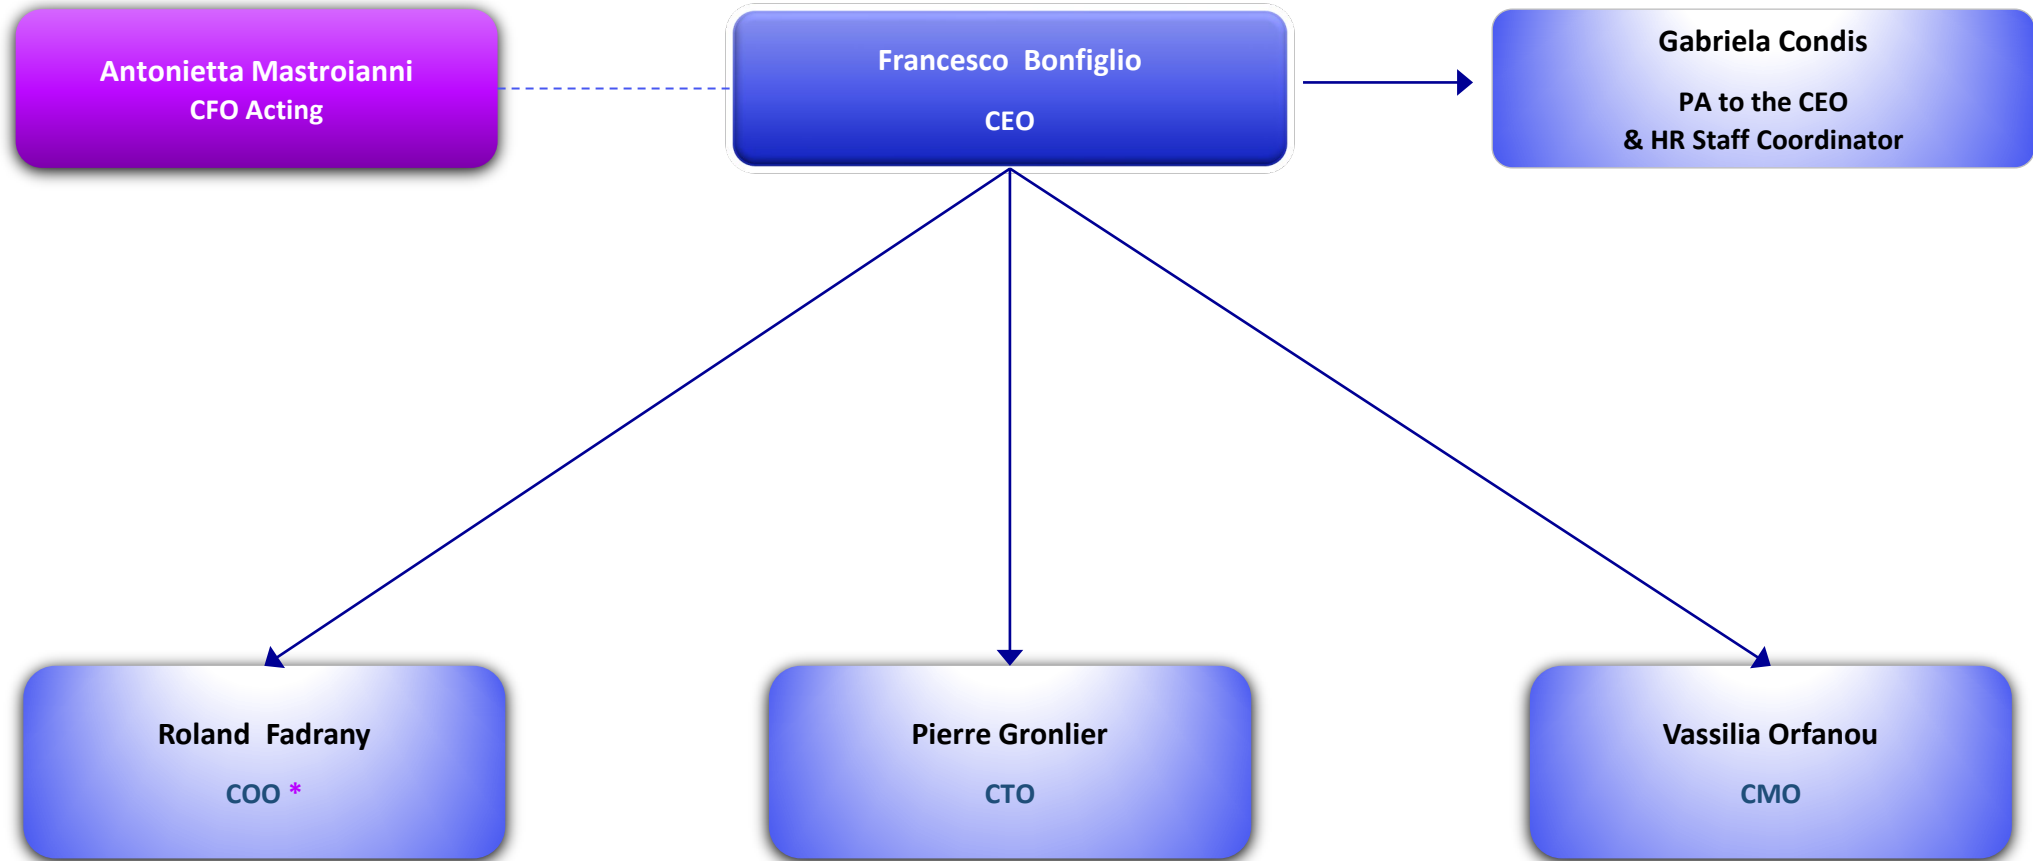 Antonietta Mastroianni
CFO Acting
Francesco Bonfiglio
CEO
Gabriela Condis
PA to the CEO
& HR Staff Coordinator
Roland Fadrany
COO *
Pierre Gronlier
CTO
Vassilia Orfanou
CMO